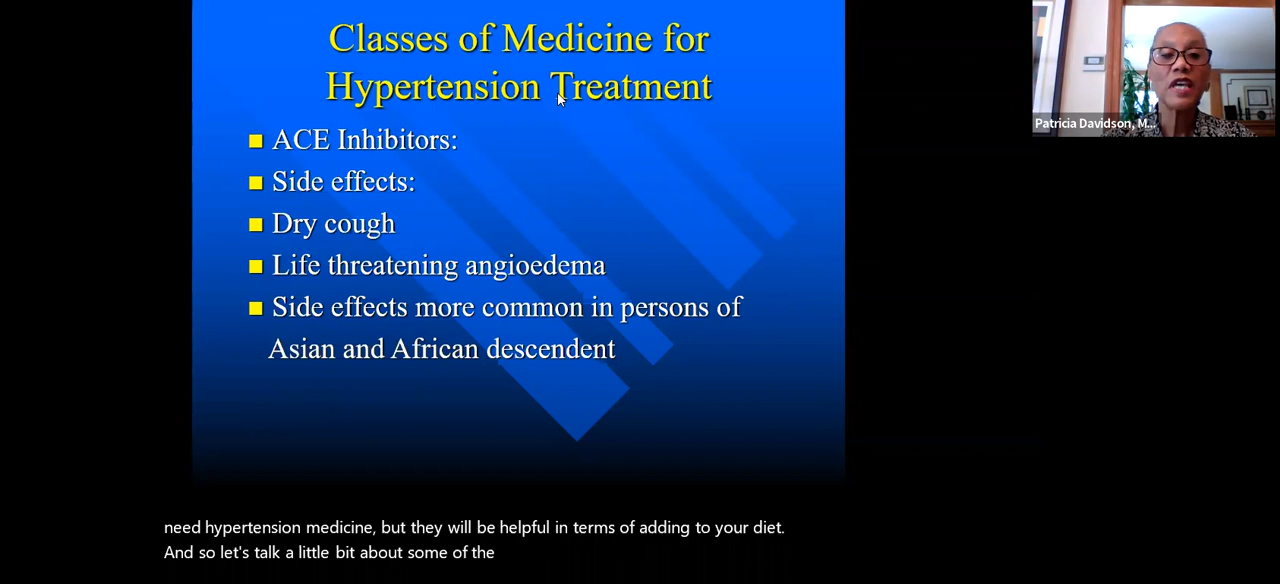 Classes of Medicine for
Hypertension Treatment
ACE Inhibitors:
Side effects:
Dry cough
Life threatening angioedema
Side effects more common in persons of
Asian and African descendent
Patricia Davidson, M...
need hypertension medicine, but they will be helpful in terms of adding to your diet.
And so let's talk a little bit about some of the